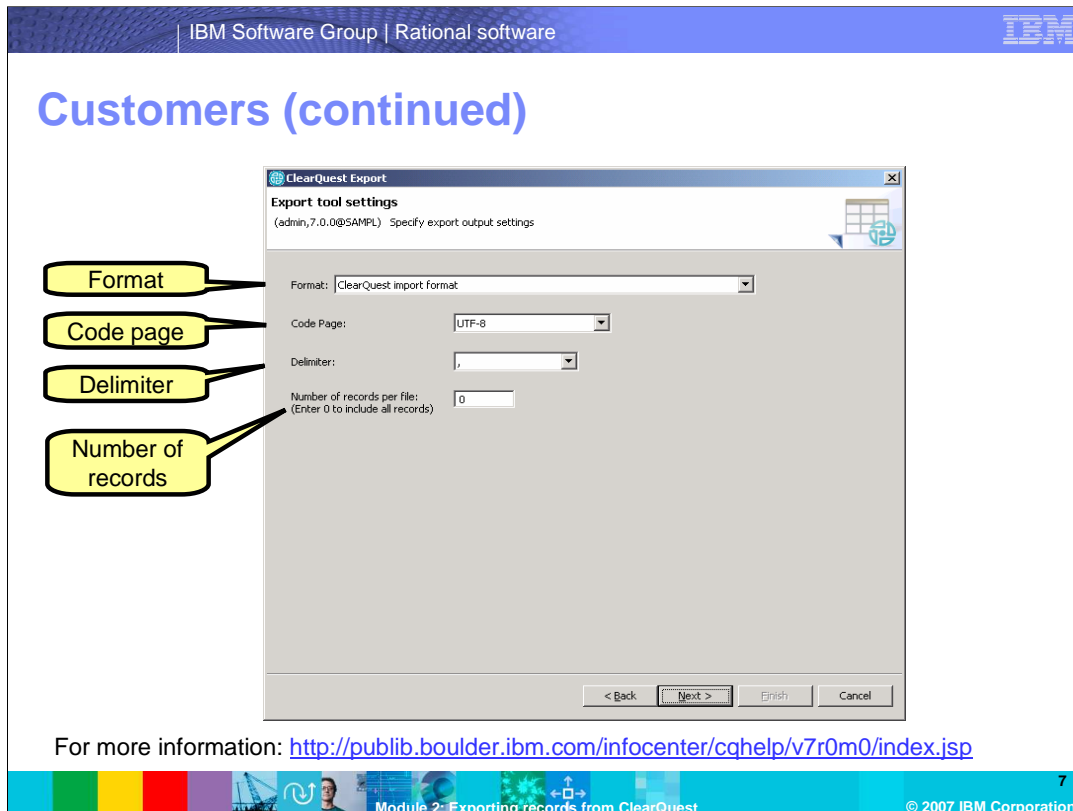 IBM Software Group | Rational software
IBM
Customers (continued)
ClearQuest Export
Export tool settings
(admin,7.0.0@SAMPL) Specify export output settings
Format
Format: ClearQuest import format
Code page
Code Page: UTF-8
Delimiter
Delimiter: ,
Number of records
Number of records per file: 0
(Enter 0 to include all records)
< Back Next > Finish Cancel
For more information: http://publib.boulder.ibm.com/infocenter/cqhelp/v7r0m0/index.jsp
7
Module 2: Exporting records from ClearQuest
© 2007 IBM Corporation